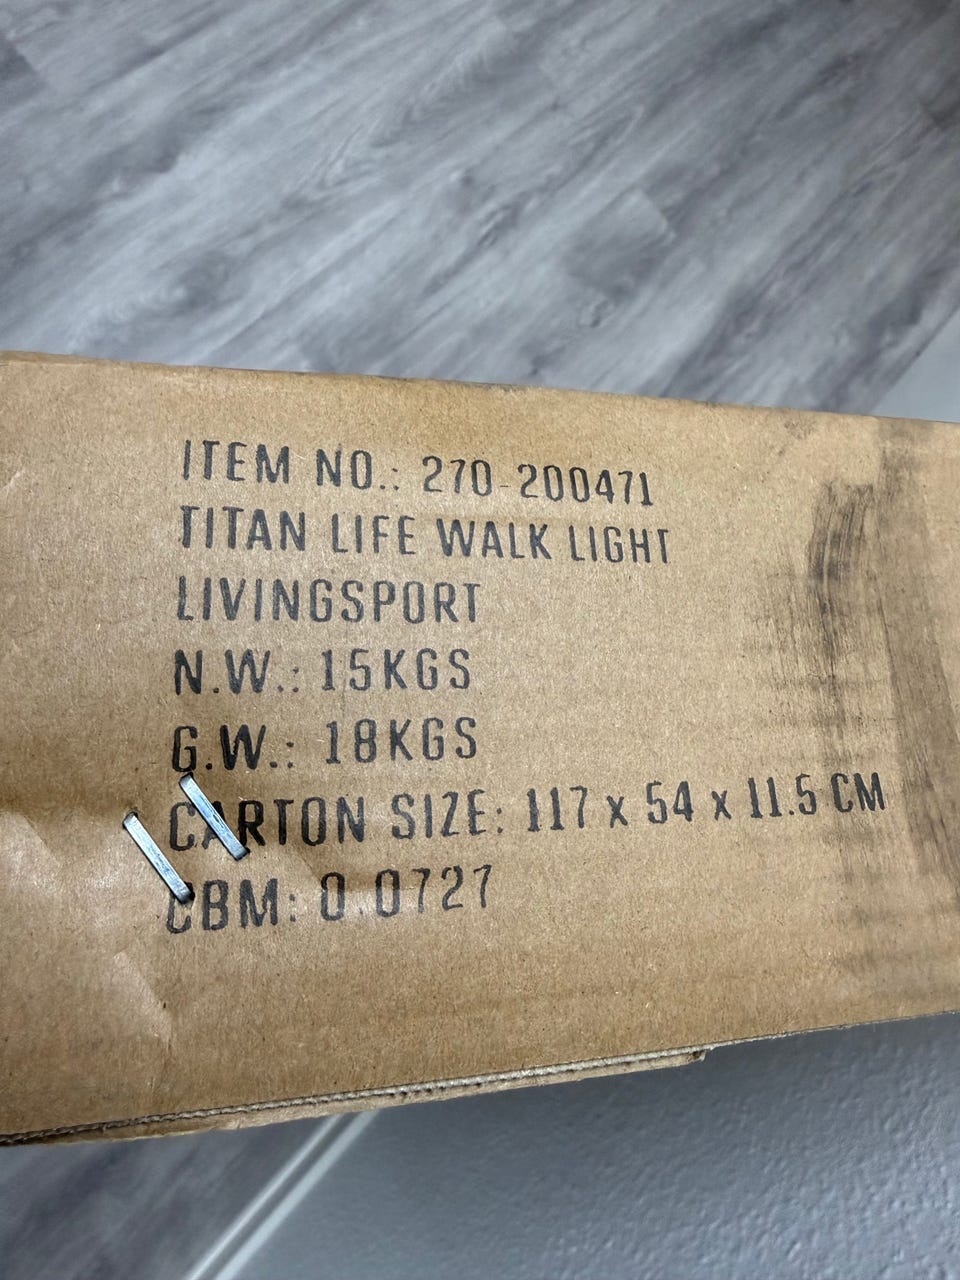 ITEM NO.: 270-200471
TITAN LIFE WALK LIGHT
LIVINGSPORT
N.W.: 15KGS
G.W.: 18KGS
CARTON SIZE: 117 x 54 x 11.5 CM
CBM: 0.0727